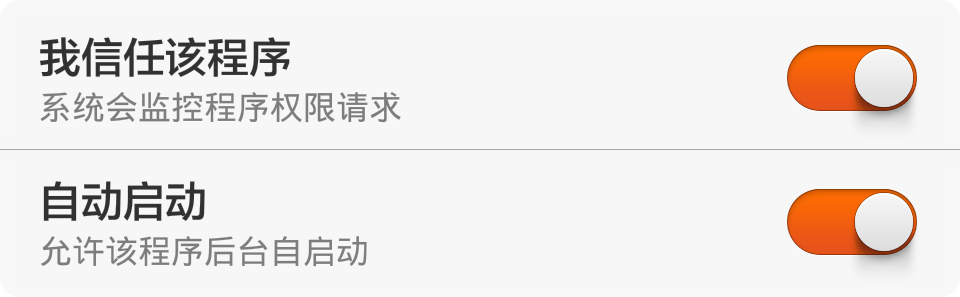 我信任该程序
系统会监控程序权限请求
自动启动
允许该程序后台自启动